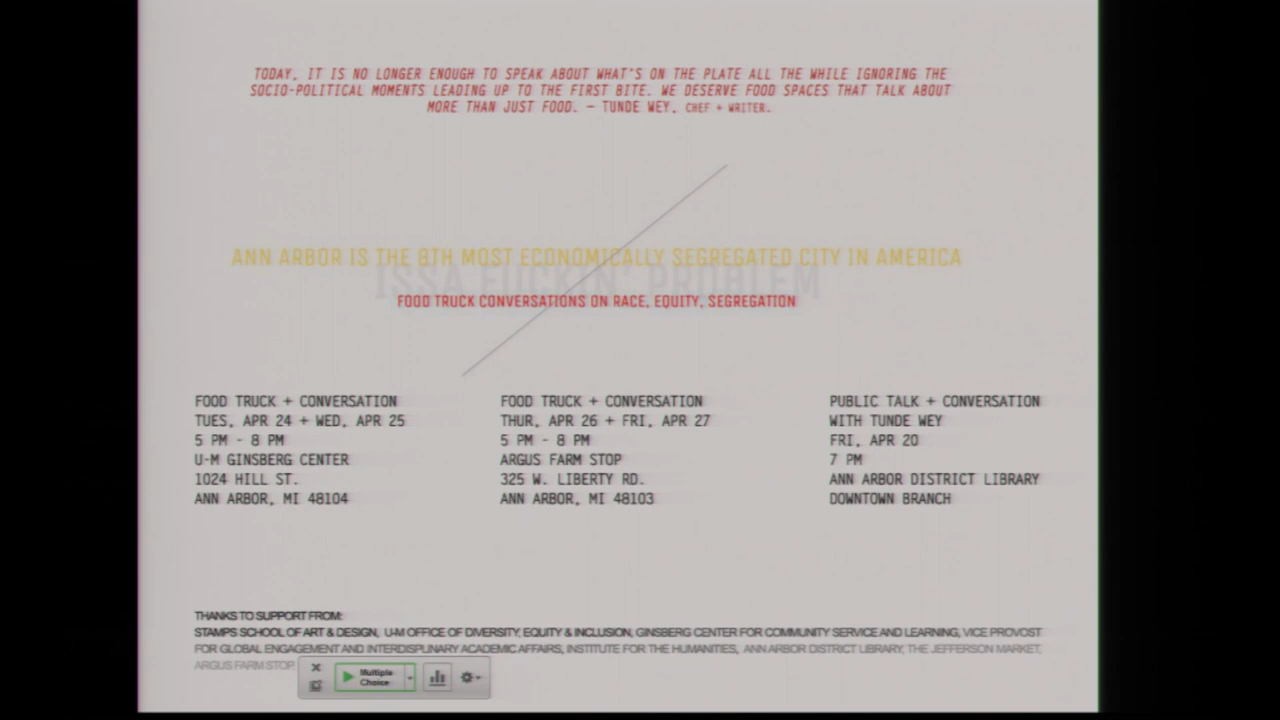 TODAY, IT IS NO LONGER ENOUGH TO SPEAK ABOUT WHAT'S ON THE PLATE ALL THE WHILE IGNORING THE
SOCIO-POLITICAL MOMENTS LEADING UP TO THE FIRST BITE. WE DESERVE FOOD SPACES THAT TALK ABOUT
MORE THAN JUST FOOD. — TUNDE WEY, CHEF + WRITER.
ANN ARBOR IS THE 8TH MOST ECONOMICALLY SEGREGATED CITY IN AMERICA
ISSA FUCKIN' PROBLEM
FOOD TRUCK CONVERSATIONS ON RACE, EQUITY, SEGREGATION
FOOD TRUCK + CONVERSATION
TUES, APR 24 + WED, APR 25
5 PM - 8 PM
U-M GINSBERG CENTER
1024 HILL ST.
ANN ARBOR, MI 48104
FOOD TRUCK + CONVERSATION
THUR, APR 26 + FRI, APR 27
5 PM - 8 PM
ARGUS FARM STOP
325 W. LIBERTY RD.
ANN ARBOR, MI 48103
PUBLIC TALK + CONVERSATION
WITH TUNDE WEY
FRI, APR 20
7 PM
ANN ARBOR DISTRICT LIBRARY
DOWNTOWN BRANCH
THANKS TO SUPPORT FROM:
STAMPS SCHOOL OF ART & DESIGN, U-M OFFICE OF DIVERSITY, EQUITY & INCLUSION, GINSBERG CENTER FOR COMMUNITY SERVICE AND LEARNING, VICE PROVOST
FOR GLOBAL ENGAGEMENT AND INTERDISPLINARY ACADEMIC AFFAIRS, INSTITUTE FOR THE HUMANITIES, ANN ARBOR DISTRICT LIBRARY, THE JEFFERSON MARKET,
ARGUS FARM STOP
Multiple
Choice